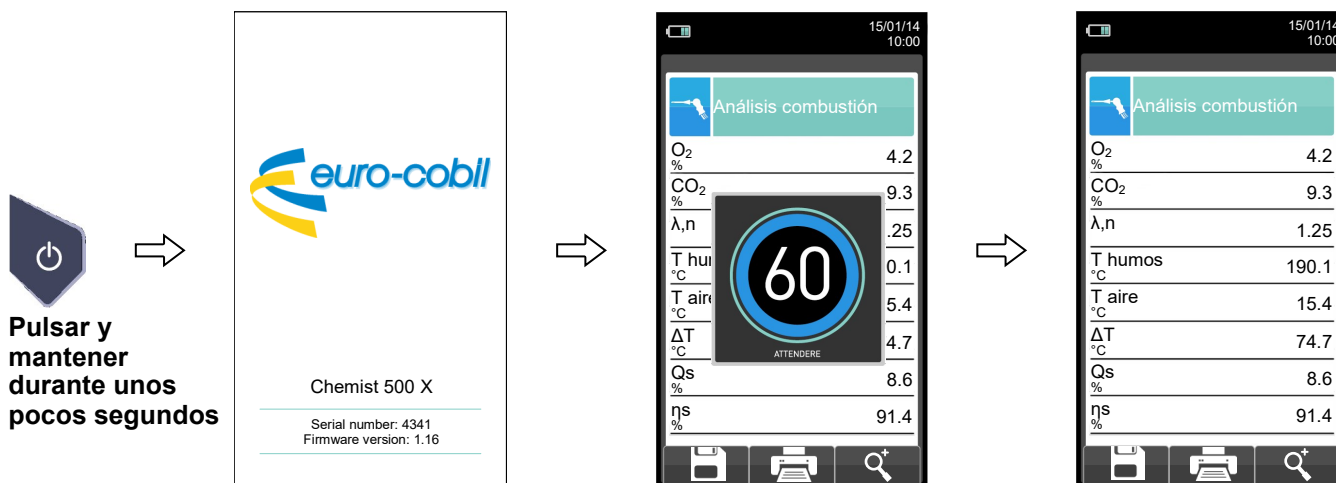 Pulsar y
mantener
durante unos
pocos segundos
euro-cobil
Chemist 500 X
Serial number: 4341
Firmware version: 1.16
15/01/14
10:00
Análisis combustión
O2 % 4.2
CO2 % 9.3
λ,n .25
T hu °C 0.1
T aire °C 5.4
ΔT °C 4.7
Qs % 8.6
ηs % 91.4
60
ATTENDERE
15/01/14
10:00
Análisis combustión
O2 % 4.2
CO2 % 9.3
λ,n 1.25
T humos °C 190.1
T aire °C 15.4
ΔT °C 74.7
Qs % 8.6
ηs % 91.4